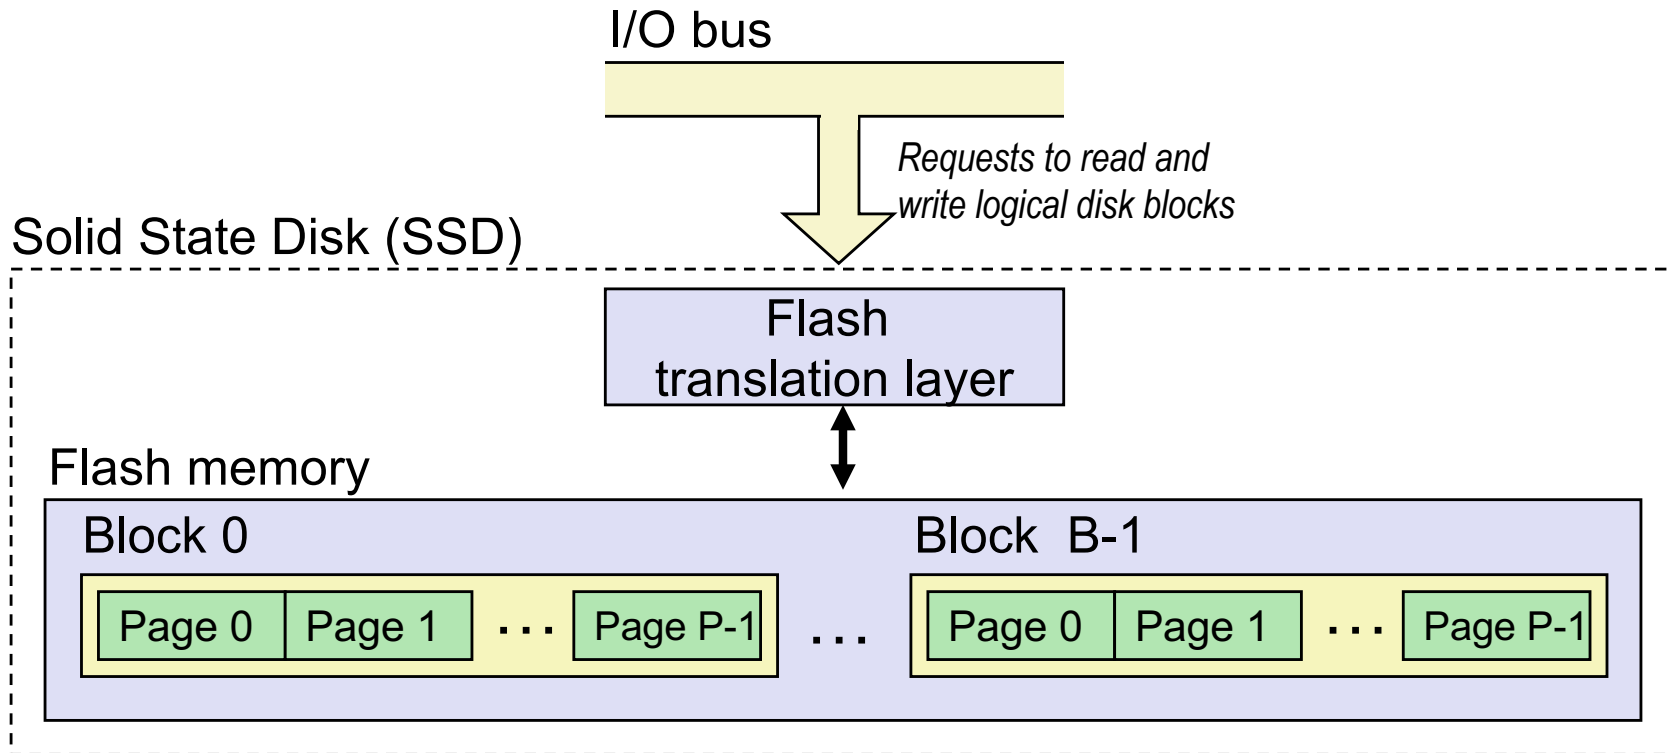 I/O bus
Requests to read and
write logical disk blocks
Solid State Disk (SSD)
Flash
translation layer
Flash memory
Block 0
Block B-1
Page 0 Page 1 ... Page P-1 ... Page 0 Page 1 ... Page P-1